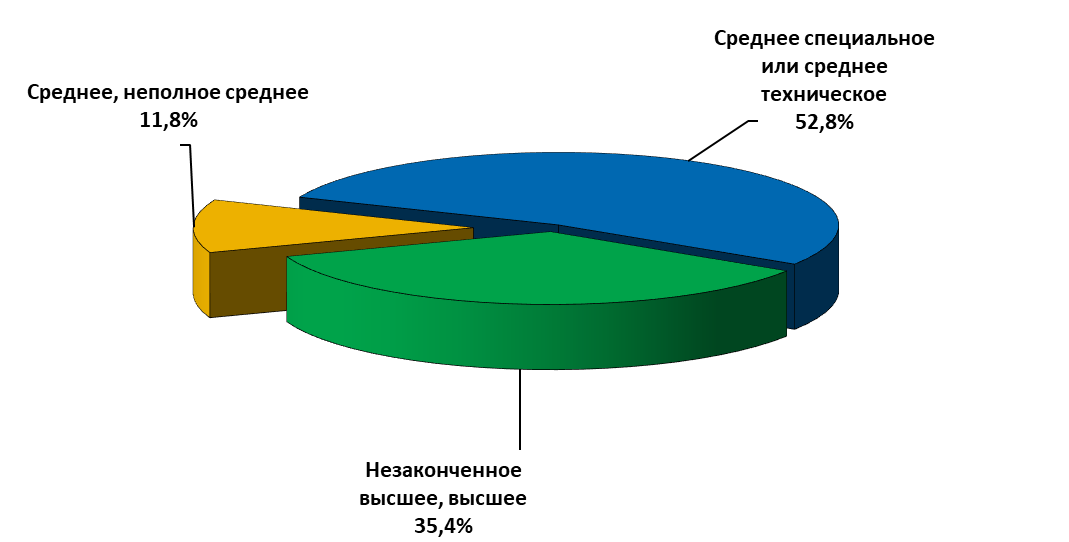 Среднее специальное
или среднее
техническое
52,8%
Среднее, неполное среднее
11,8%
Незаконченное
высшее, высшее
35,4%